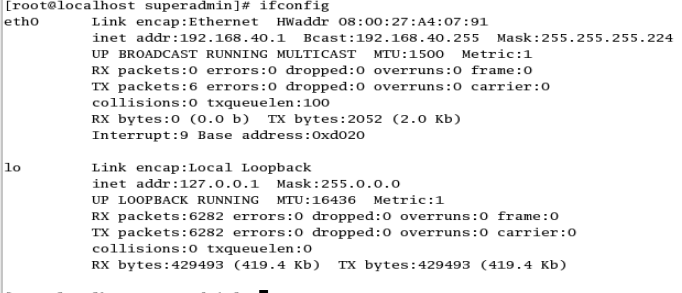 [root@localhost superadmin]# ifconfig
eth0      Link encap:Ethernet  HWaddr 08:00:27:A4:07:91
          inet addr:192.168.40.1  Bcast:192.168.40.255  Mask:255.255.255.224
          UP BROADCAST RUNNING MULTICAST  MTU:1500  Metric:1
          RX packets:0 errors:0 dropped:0 overruns:0 frame:0
          TX packets:6 errors:0 dropped:0 overruns:0 carrier:0
          collisions:0 txqueuelen:100
          RX bytes:0 (0.0 b)  TX bytes:2052 (2.0 Kb)
          Interrupt:9 Base address:0xd020

lo        Link encap:Local Loopback
          inet addr:127.0.0.1  Mask:255.0.0.0
          UP LOOPBACK RUNNING  MTU:16436  Metric:1
          RX packets:6282 errors:0 dropped:0 overruns:0 frame:0
          TX packets:6282 errors:0 dropped:0 overruns:0 carrier:0
          collisions:0 txqueuelen:0
          RX bytes:429493 (419.4 Kb)  TX bytes:429493 (419.4 Kb)